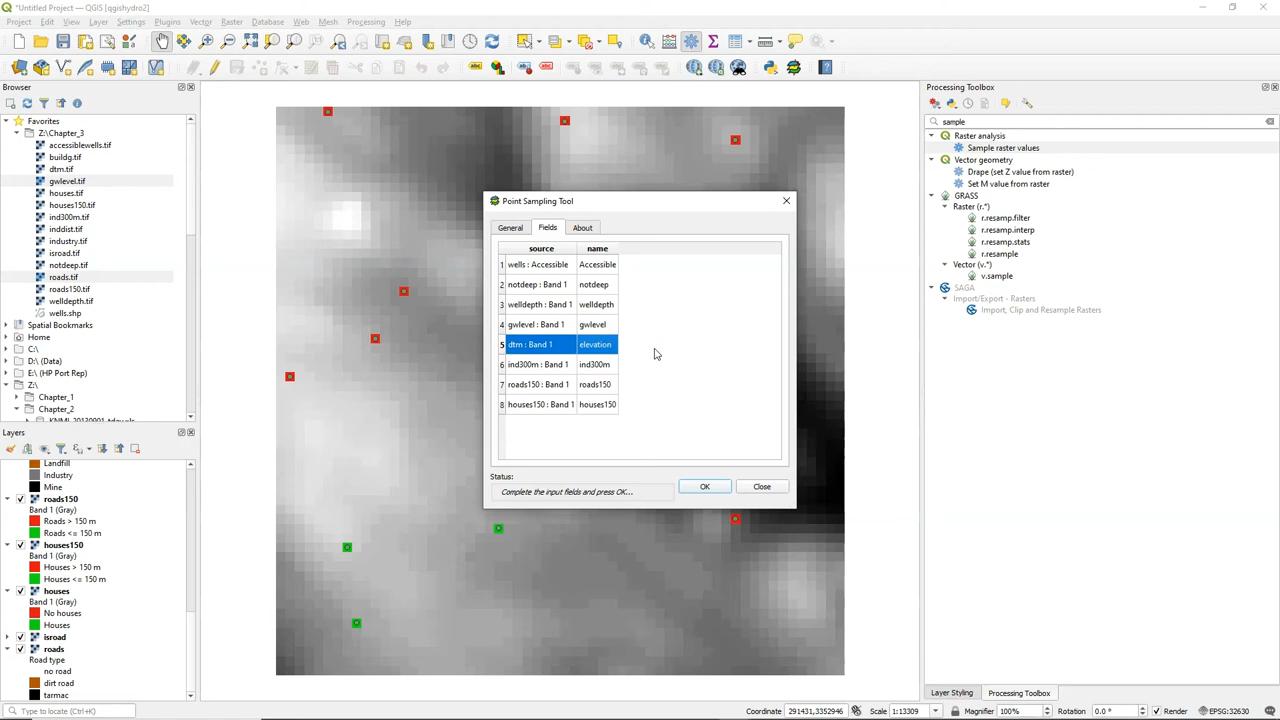 *Untitled Project — QGIS [qgishydro2]
Project Edit View Layer Settings Plugins Vector Raster Database Web Mesh Processing Help
Browser
Favorites
Z:\Chapter_3
accessiblewells.tif
buildg.tif
dtm.tif
gwlevel.tif
houses.tif
houses150.tif
ind300m.tif
inddist.tif
industry.tif
isroad.tif
notdeep.tif
roads.tif
roads150.tif
welldepth.tif
wells.shp
Spatial Bookmarks
Home
C:\
D:\ (Data)
E:\ (HP Port Rep)
Z:\
Chapter_1
Chapter_2
Layers
Landfill
Industry
Mine
roads150
Band 1 (Gray)
Roads > 150 m
Roads <= 150 m
houses150
Band 1 (Gray)
Houses > 150 m
Houses <= 150 m
houses
Band 1 (Gray)
No houses
Houses
isroad
roads
Road type
no road
dirt road
tarmac
Point Sampling Tool
General Fields About
source name
1 wells : Accessible Accessible
2 notdeep : Band 1 notdeep
3 welldepth : Band 1 welldepth
4 gwlevel : Band 1 gwlevel
5 dtm : Band 1 elevation
6 ind300m : Band 1 ind300m
7 roads150 : Band 1 roads150
8 houses150 : Band 1 houses150
Status:
Complete the input fields and press OK...
OK Close
Processing Toolbox
sample
Raster analysis
Sample raster values
Vector geometry
Drape (set Z value from raster)
Set M value from raster
GRASS
Raster (r.*)
r.resamp.filter
r.resamp.interp
r.resamp.stats
r.resample
Vector (v.*)
v.sample
SAGA
Import/Export - Rasters
Import, Clip and Resample Rasters
Layer Styling Processing Toolbox
Type to locate (Ctrl+K)
Coordinate 291431,3352946 Scale 1:13309 Magnifier 100% Rotation 0.0 ° Render EPSG:32630